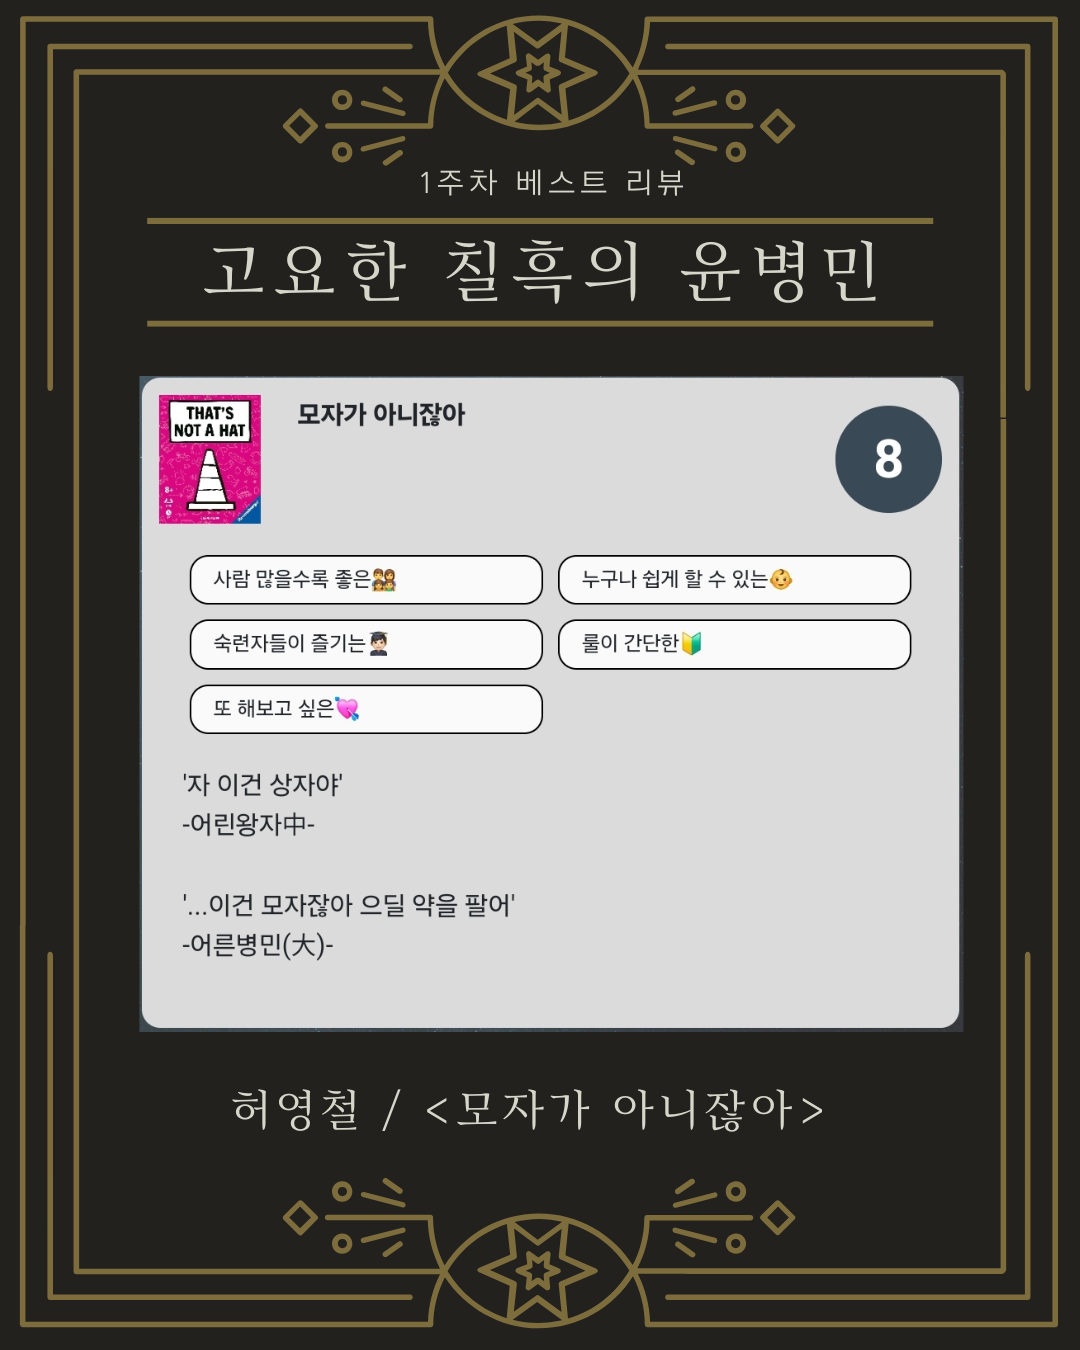 1주차 베스트 리뷰
고요한 칠흑의 윤병민
THAT'S
NOT A HAT
8+
모자가 아니잖아
8
사람 많을수록 좋은👨‍👩‍👧‍👦
누구나 쉽게 할 수 있는👶
숙련자들이 즐기는👨🏻‍🎓
룰이 간단한🔰
또 해보고 싶은💘
'자 이건 상자야'
-어린왕자中-
'...이건 모자잖아 으딜 약을 팔어'
-어른병민(大)-
허영철 / <모자가 아니잖아>